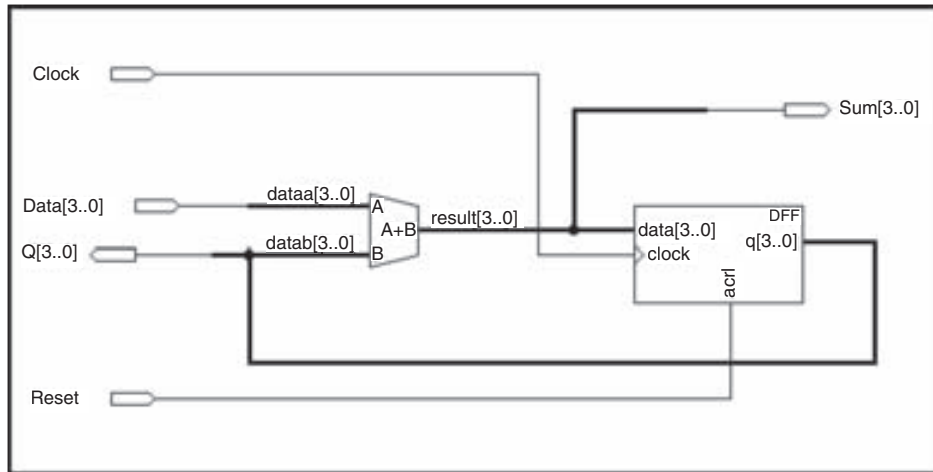 Clock
Sum[3..0]
Data[3..0]
dataa[3..0]
A
A+B
result[3..0]
DFF
data[3..0]
q[3..0]
Q[3..0]
datab[3..0]
B
clock
acrl
Reset